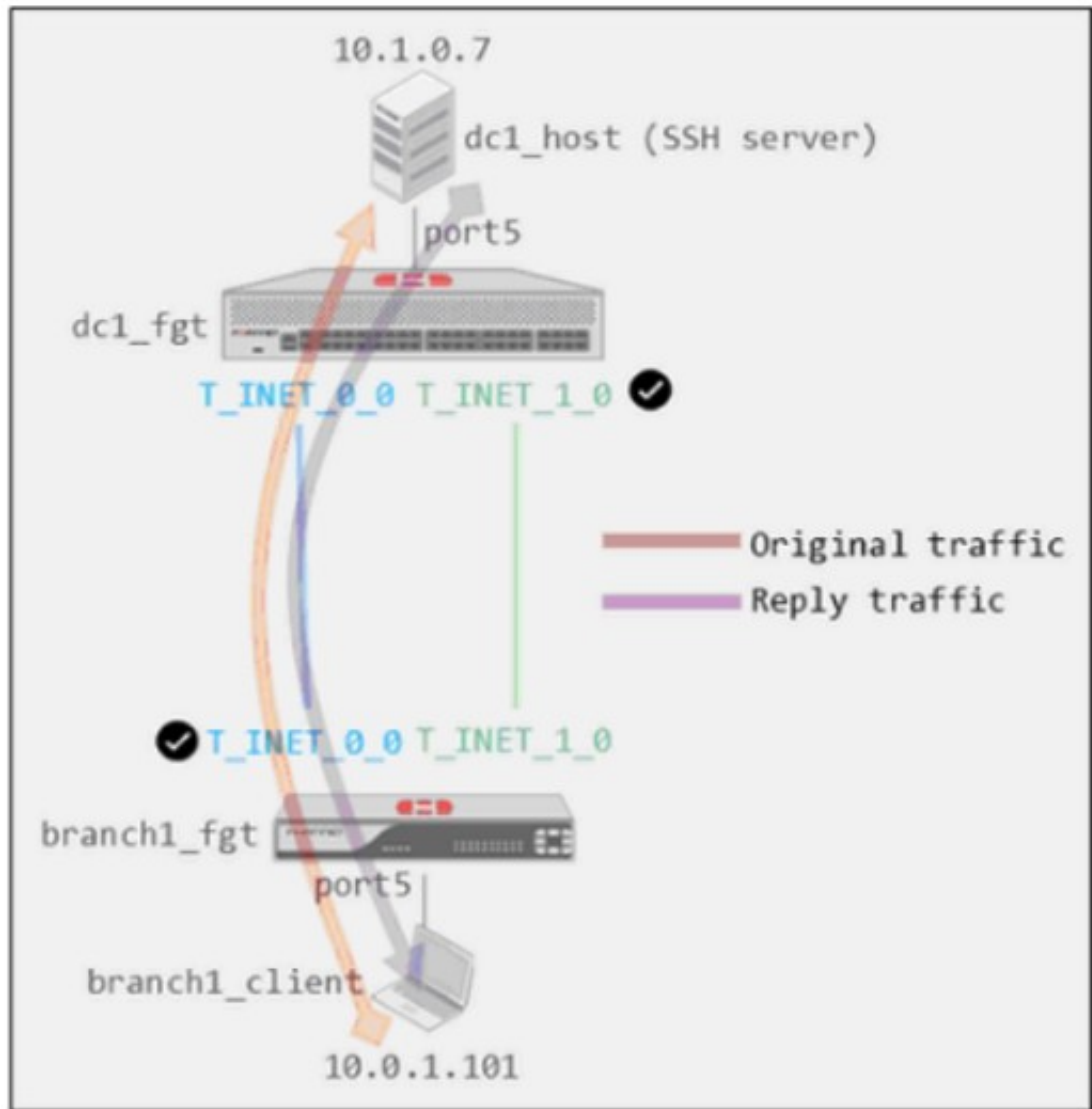 10.1.0.7
dc1_host (SSH server)
port5
dc1_fgt
T_INET_0_0 T_INET_1_0
Original traffic
Reply traffic
T_INET_0_0 T_INET_1_0
branch1_fgt
port5
branch1_client
10.0.1.101